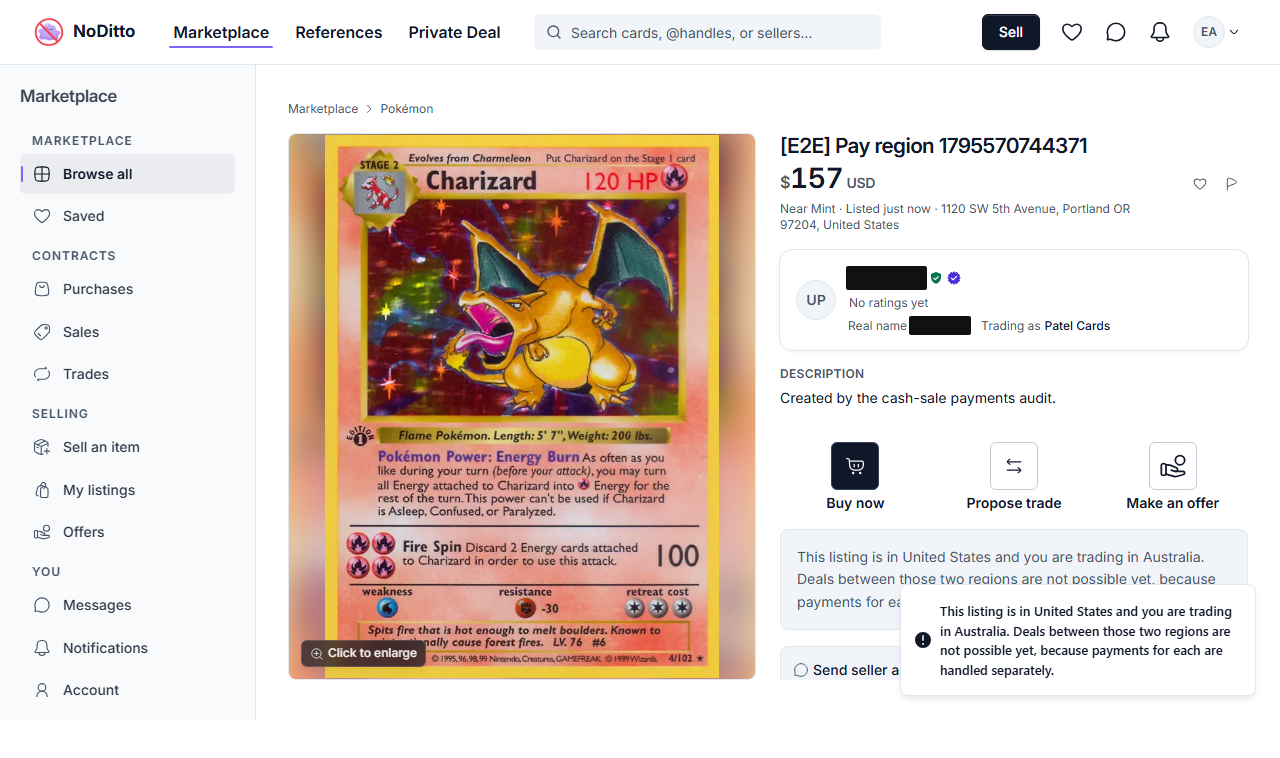 NoDitto
Marketplace
References
Private Deal
Search cards, @handles, or sellers...
Sell
EA
Marketplace
MARKETPLACE
Browse all
Saved
CONTRACTS
Purchases
Sales
Trades
SELLING
Sell an item
My listings
Offers
YOU
Messages
Notifications
Account
Marketplace > Pokémon
STAGE 2
Evolves from Charmeleon
Put Charizard on the Stage 1 card
Charizard
120 HP
EDITION
1
Flame Pokémon. Length: 5' 7", Weight: 200 lbs.
Pokémon Power: Energy Burn As often as you
like during your turn (before your attack), you may turn
all Energy attached to Charizard into Energy for the
rest of the turn. This power can't be used if Charizard
is Asleep, Confused, or Paralyzed.
Fire Spin Discard 2 Energy cards attached
to Charizard in order to use this attack.
100
weakness
resistance
retreat cost
-30
Spits fire that is hot enough to melt boulders. Known to
cause forest fires. LV. 76 #6
Click to enlarge
© 1995, 96, 98, 99 Nintendo, Creatures, GAMEFREAK. © 1999 Wizards. 4/102 ★
[E2E] Pay region 1795570744371
$157 USD
Near Mint · Listed just now · 1120 SW 5th Avenue, Portland OR
97204, United States
UP
No ratings yet
Real name
Trading as Patel Cards
DESCRIPTION
Created by the cash-sale payments audit.
Buy now
Propose trade
Make an offer
This listing is in United States and you are trading in Australia.
Deals between those two regions are not possible yet, because
payments for ea
Send seller a
This listing is in United States and you are trading
in Australia. Deals between those two regions are
not possible yet, because payments for each are
handled separately.